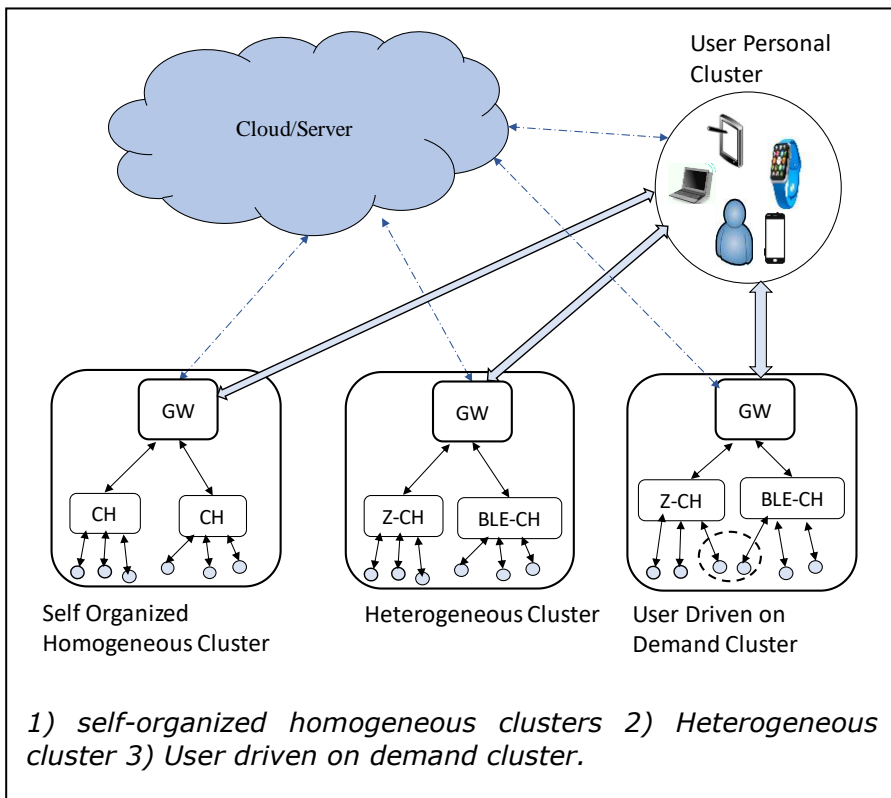 User Personal
Cluster
Cloud/Server
GW
GW
GW
CH
CH
Z-CH
BLE-CH
Z-CH
BLE-CH
Self Organized
Homogeneous Cluster
Heterogeneous Cluster
User Driven on
Demand Cluster
1) self-organized homogeneous clusters 2) Heterogeneous
cluster 3) User driven on demand cluster.